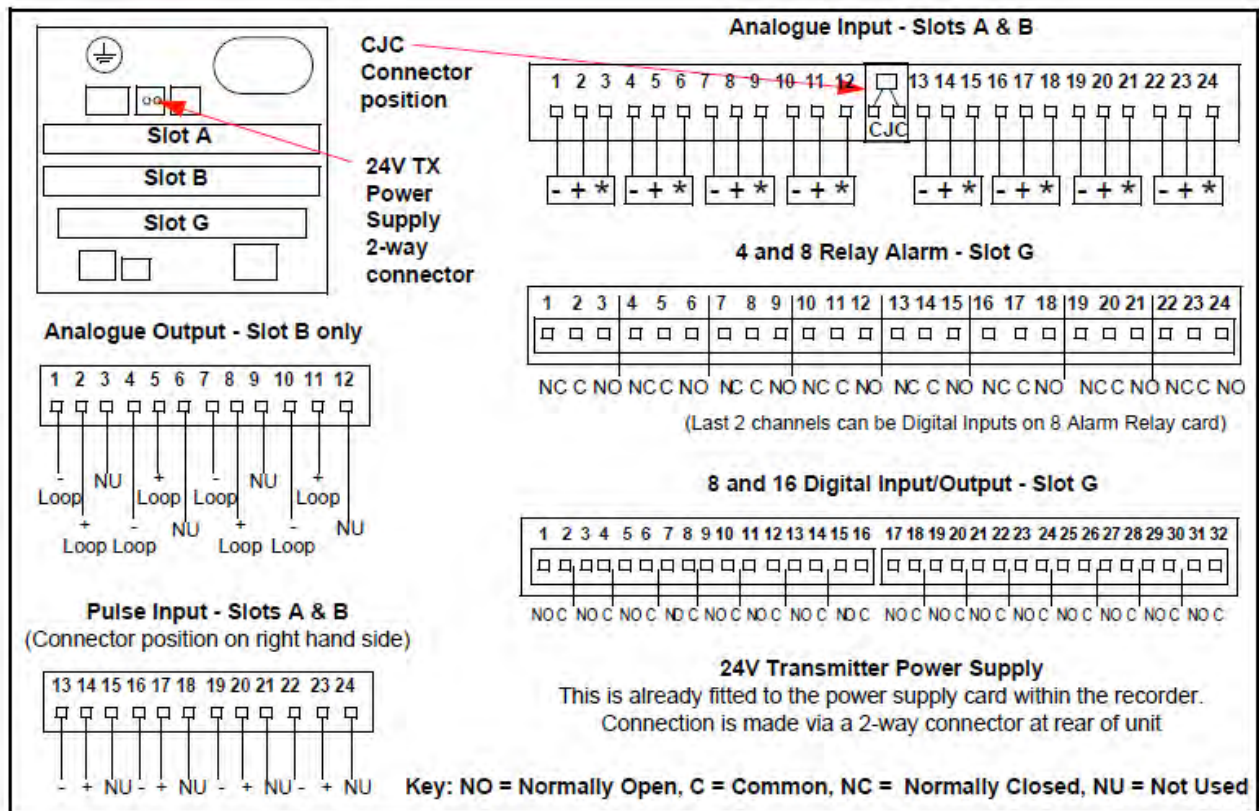 CJC
Connector
position
Slot A
Slot B
Slot G
24V TX
Power
Supply
2-way
connector
Analogue Input - Slots A & B
1 2 3 4 5 6 7 8 9 10 11 12 13 14 15 16 17 18 19 20 21 22 23 24
CJC
- + * - + * - + * - + * - + * - + * - + * - + *
4 and 8 Relay Alarm - Slot G
1 2 3 4 5 6 7 8 9 10 11 12 13 14 15 16 17 18 19 20 21 22 23 24
NC C NO NC C NO NC C NO NC C NO NC C NO NC C NO NC C NO NC C NO
(Last 2 channels can be Digital Inputs on 8 Alarm Relay card)
Analogue Output - Slot B only
1 2 3 4 5 6 7 8 9 10 11 12
- NU + - NU +
Loop Loop Loop Loop
+ - NU + - NU
Loop Loop Loop Loop
8 and 16 Digital Input/Output - Slot G
1 2 3 4 5 6 7 8 9 10 11 12 13 14 15 16 17 18 19 20 21 22 23 24 25 26 27 28 29 30 31 32
NO C NO C NO C NO C NO C NO C NO C NO C NO C NO C NO C NO C NO C NO C NO C NO C
Pulse Input - Slots A & B
(Connector position on right hand side)
13 14 15 16 17 18 19 20 21 22 23 24
- + NU - + NU - + NU - + NU
24V Transmitter Power Supply
This is already fitted to the power supply card within the recorder.
Connection is made via a 2-way connector at rear of unit
Key: NO = Normally Open, C = Common, NC = Normally Closed, NU = Not Used